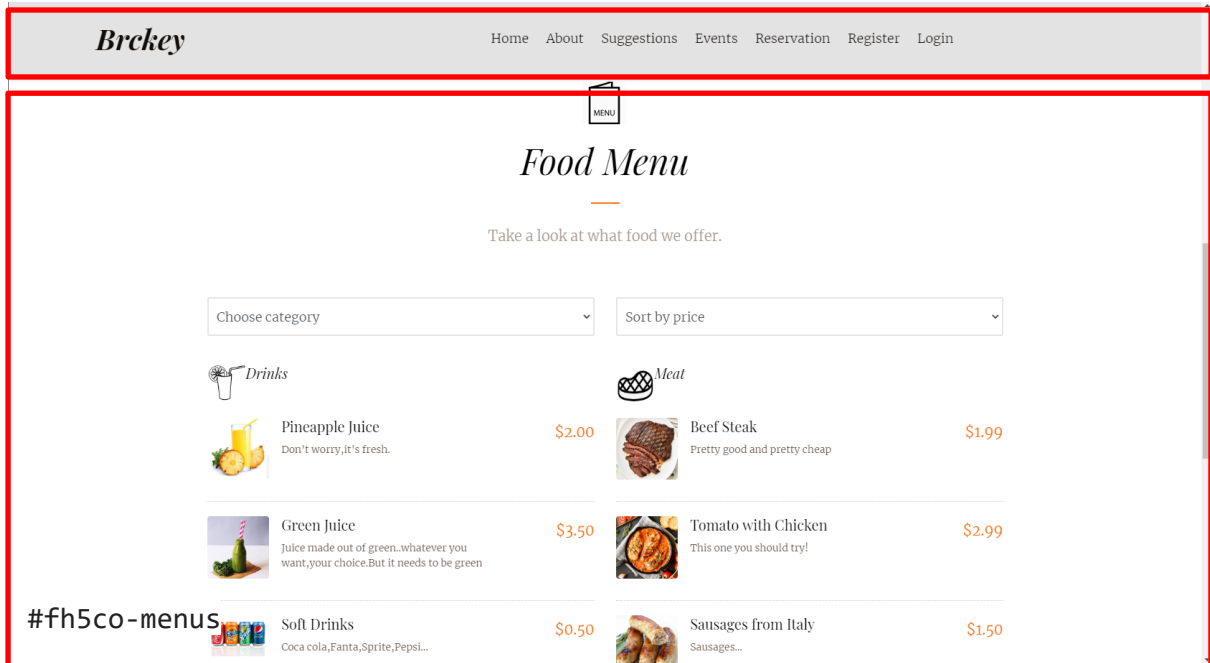 Brckey
Home About Suggestions Events Reservation Register Login
MENU
Food Menu
Take a look at what food we offer.
Choose category
Sort by price
Drinks
Pineapple Juice
$2.00
Don't worry,it's fresh.
Green Juice
$3.50
Juice made out of green..whatever you
want,your choice.But it needs to be green
Soft Drinks
$0.50
Coca cola,Fanta,Sprite,Pepsi...
Meat
Beef Steak
$1.99
Pretty good and pretty cheap
Tomato with Chicken
$2.99
This one you should try!
Sausages from Italy
$1.50
Sausages...
#fh5co-menus